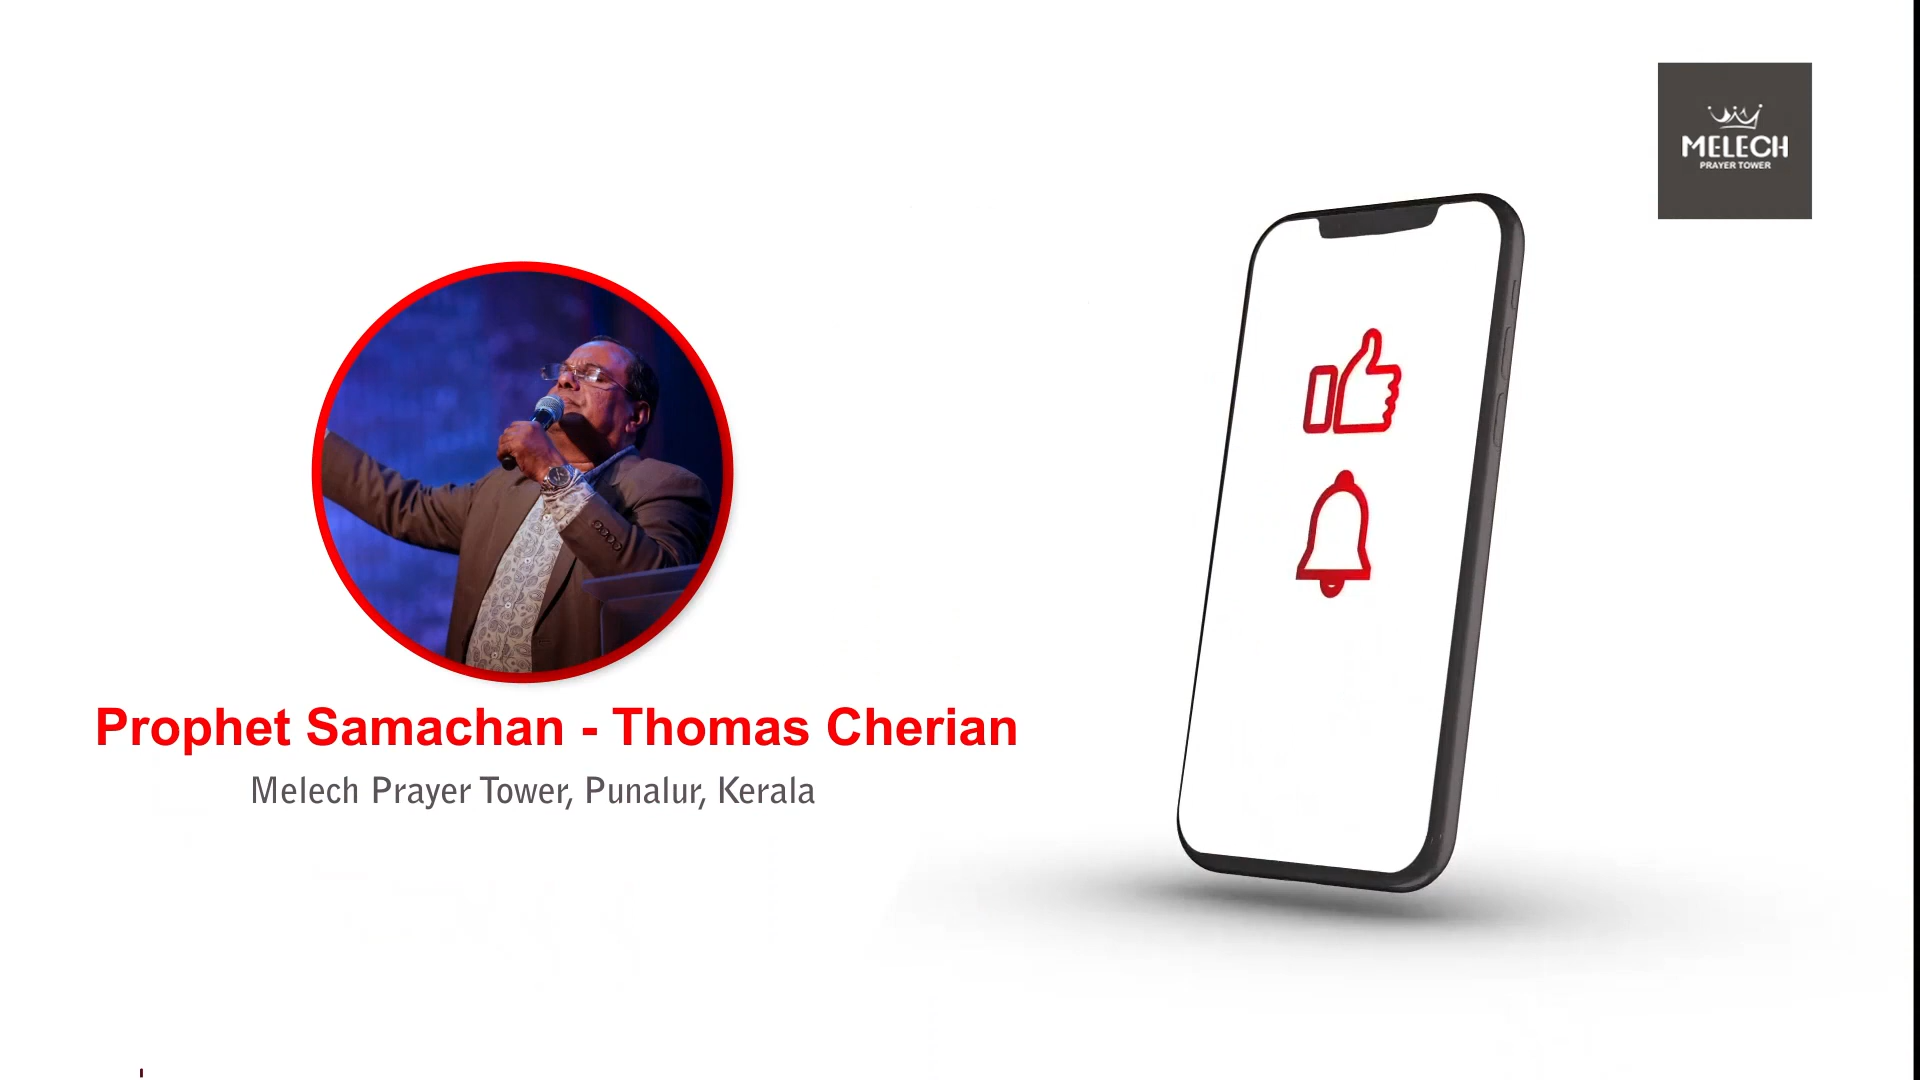 MELECH
PRAYER TOWER
Prophet Samachan - Thomas Cherian
Melech Prayer Tower, Punalur, Kerala